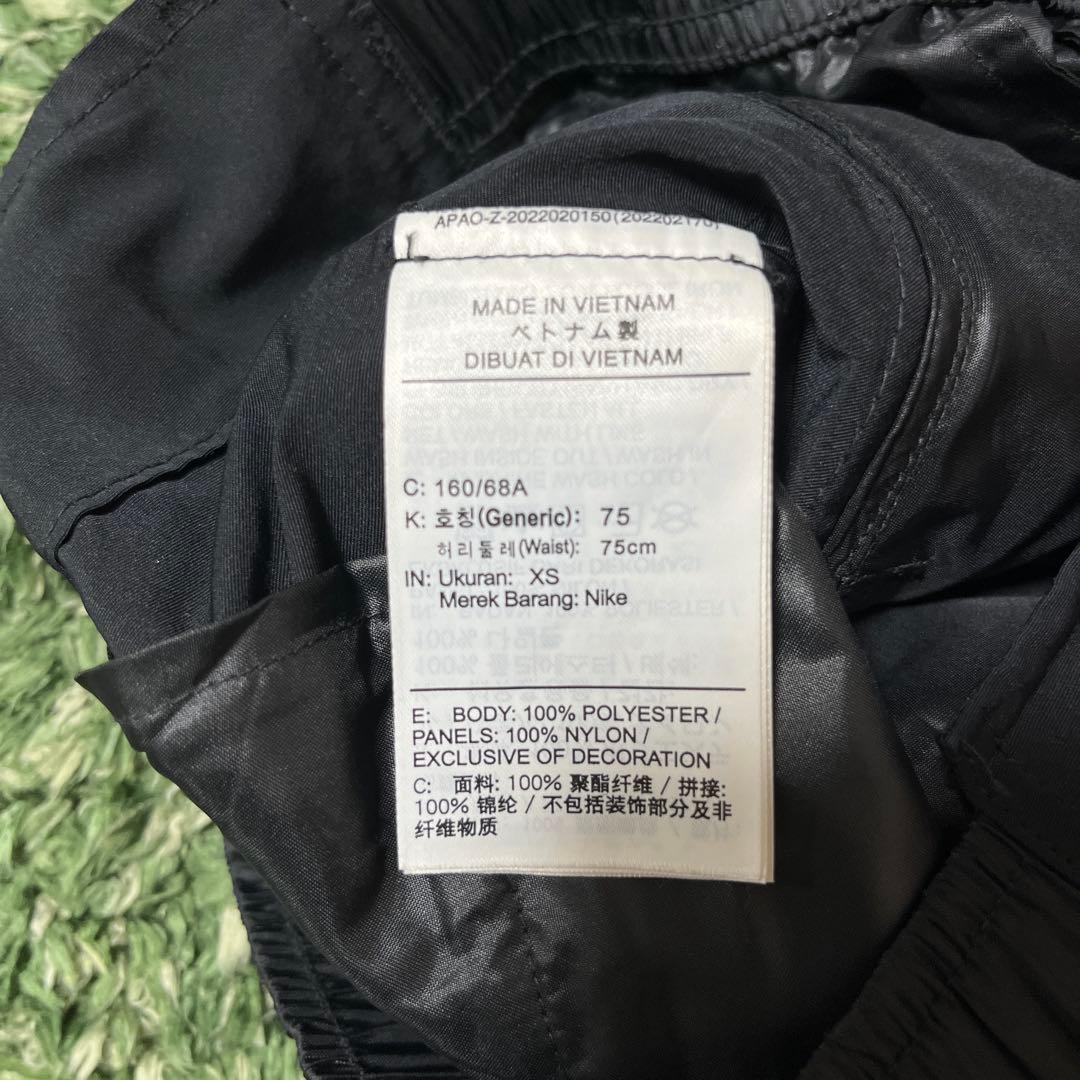 APAO-Z-2022020150(202202170)
MADE IN VIETNAM
ベトナム製
DIBUAT DI VIETNAM
C: 160/68A
K: 호칭(Generic): 75
허리둘레(Waist): 75cm
IN: Ukuran: XS
Merek Barang: Nike
E: BODY: 100% POLYESTER /
PANELS: 100% NYLON /
EXCLUSIVE OF DECORATION
C: 面料: 100% 聚酯纤维 / 拼接:
100% 锦纶 / 不包括装饰部分及非
纤维物质